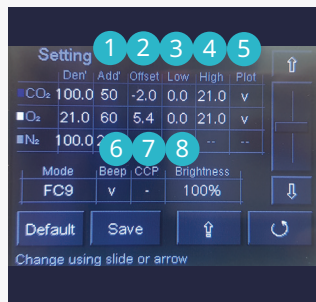 Setting 1 2 3 4 5
Den' Add' Offset Low High Plot
CO₂ 100.0 50 -2.0 0.0 21.0 v
O₂ 21.0 60 5.4 0.0 21.0 v
N₂ 100.0 -- --
6 7 8
Mode Beep CCP Brightness
FC9 v - 100%
Default Save
Change using slide or arrow